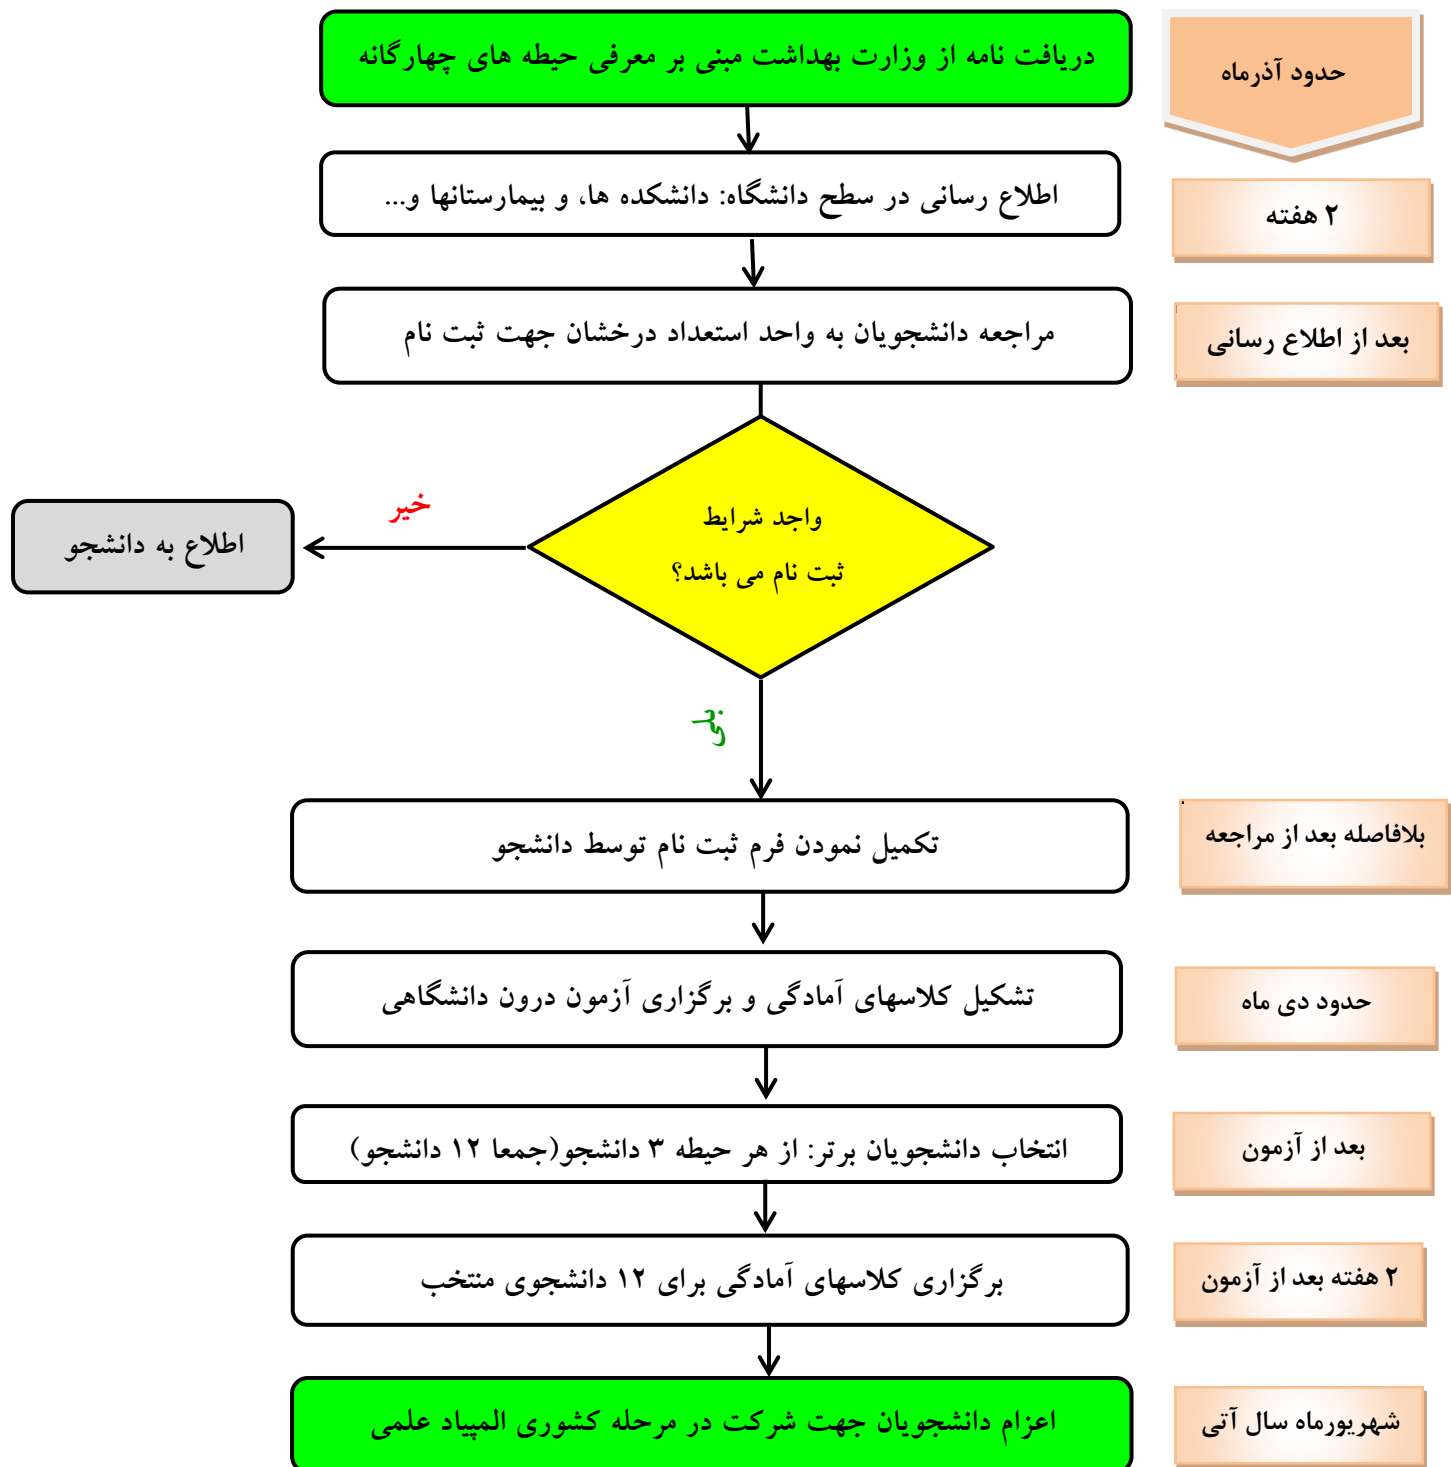 دریافت نامه از وزارت بهداشت مبنی بر معرفی حیطه های چهارگانه
حدود آذرماه
اطلاع رسانی در سطح دانشگاه: دانشکده ها، و بیمارستانها و...
۲ هفته
مراجعه دانشجویان به واحد استعداد درخشان جهت ثبت نام
بعد از اطلاع رسانی
واجد شرایط
ثبت نام می باشد؟
خیر
اطلاع به دانشجو
بلی
تکمیل نمودن فرم ثبت نام توسط دانشجو
بلافاصله بعد از مراجعه
تشکیل کلاسهای آمادگی و برگزاری آزمون درون دانشگاهی
حدود دی ماه
انتخاب دانشجویان برتر: از هر حیطه ۳ دانشجو(جمعا ۱۲ دانشجو)
بعد از آزمون
برگزاری کلاسهای آمادگی برای ۱۲ دانشجوی منتخب
۲ هفته بعد از آزمون
اعزام دانشجویان جهت شرکت در مرحله کشوری المپیاد علمی
شهریورماه سال آتی